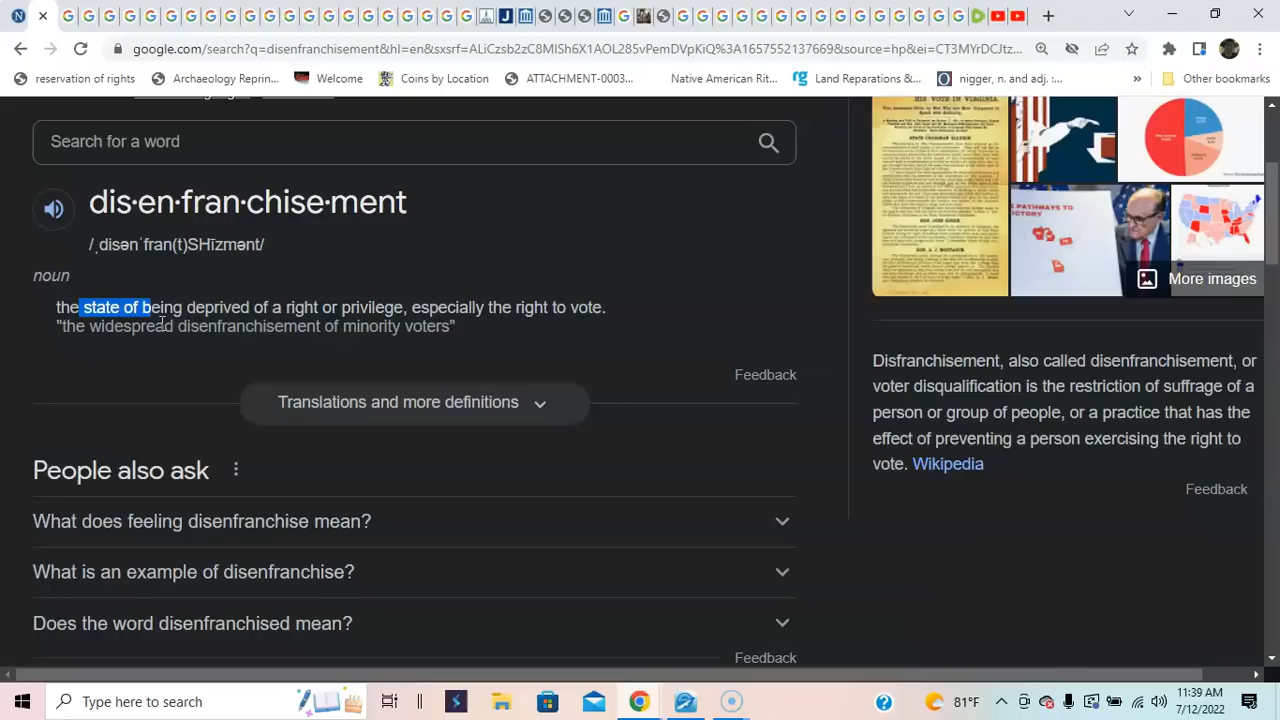 google.com/search?q=disenfranchisement&hl=en&sxsrf=ALiCzsb2zC8MISh6X1AOL285vPemDVpKiQ%3A1657552137669&source=hp&ei=CT3MYrDCJtz...
reservation of rights
Archaeology Reprin...
Welcome
Coins by Location
ATTACHMENT-0003...
Native American Rit...
Land Reparations &...
nigger, n. and adj. :...
»
Other bookmarks
Search for a word
dis·en·fran·chise·ment
/ˌdisənˈfran(t)SHizmənt/
noun
the state of being deprived of a right or privilege, especially the right to vote.
"the widespread disenfranchisement of minority voters"
Feedback
Translations and more definitions
People also ask
What does feeling disenfranchise mean?
What is an example of disenfranchise?
Does the word disenfranchised mean?
Feedback
HIS VOTE IN VIRGINIA.
PATHWAYS TO
More images
Disfranchisement, also called disenfranchisement, or
voter disqualification is the restriction of suffrage of a
person or group of people, or a practice that has the
effect of preventing a person exercising the right to
vote. Wikipedia
Feedback
Type here to search
81°F
11:39 AM
7/12/2022